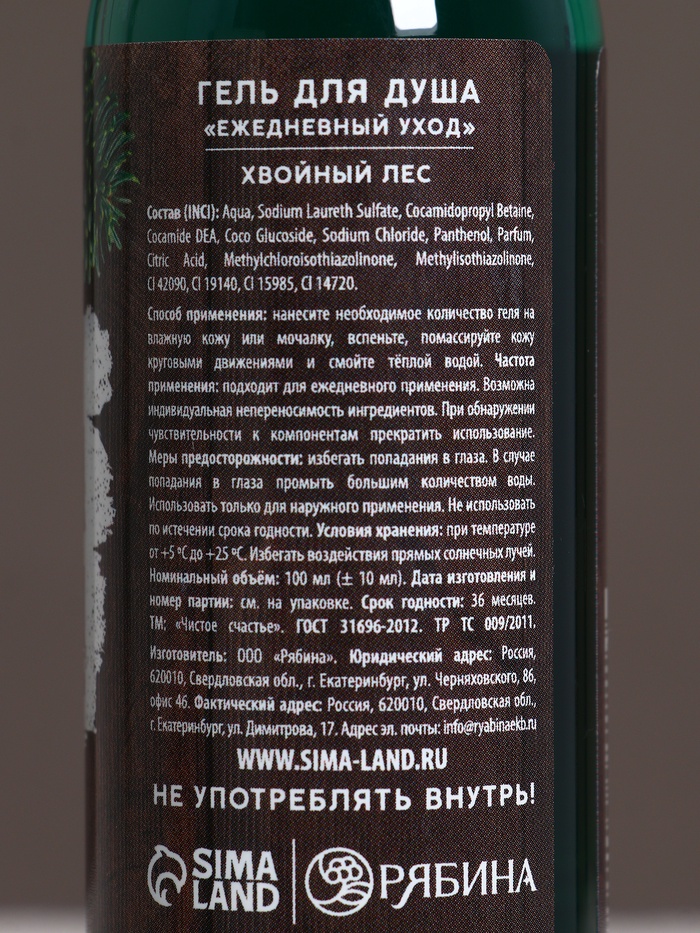 ГЕЛЬ ДЛЯ ДУША
«ЕЖЕДНЕВНЫЙ УХОД»
ХВОЙНЫЙ ЛЕС
Состав (INCI): Aqua, Sodium Laureth Sulfate, Cocamidopropyl Betaine,
Cocamide DEA, Coco Glucoside, Sodium Chloride, Panthenol, Parfum,
Citric Acid, Methylchloroisothiazolinone, Methylisothiazolinone,
CI 42090, CI 19140, CI 15985, CI 14720.
Способ применения: нанесите необходимое количество геля на
влажную кожу или мочалку, вспеньте, помассируйте кожу
круговыми движениями и смойте тёплой водой. Частота
применения: подходит для ежедневного применения. Возможна
индивидуальная непереносимость ингредиентов. При обнаружении
чувствительности к компонентам прекратить использование.
Меры предосторожности: избегать попадания в глаза. В случае
попадания в глаза промыть большим количеством воды.
Использовать только для наружного применения. Не использовать
по истечении срока годности. Условия хранения: при температуре
от +5 °C до +25 °C. Избегать воздействия прямых солнечных лучей.
Номинальный объём: 100 мл (± 10 мл). Дата изготовления и
номер партии: см. на упаковке. Срок годности: 36 месяцев.
ТМ: «Чистое счастье». ГОСТ 31696-2012. ТР ТС 009/2011.
Изготовитель: ООО «Рябина». Юридический адрес: Россия,
620010, Свердловская обл., г. Екатеринбург, ул. Черняховского, 86,
офис 46. Фактический адрес: Россия, 620010, Свердловская обл.,
г. Екатеринбург, ул. Димитрова, 17. Адрес эл. почты: info@ryabinaekb.ru
WWW.SIMA-LAND.RU
НЕ УПОТРЕБЛЯТЬ ВНУТРЬ!
SIMA
LAND
РЯБИНА